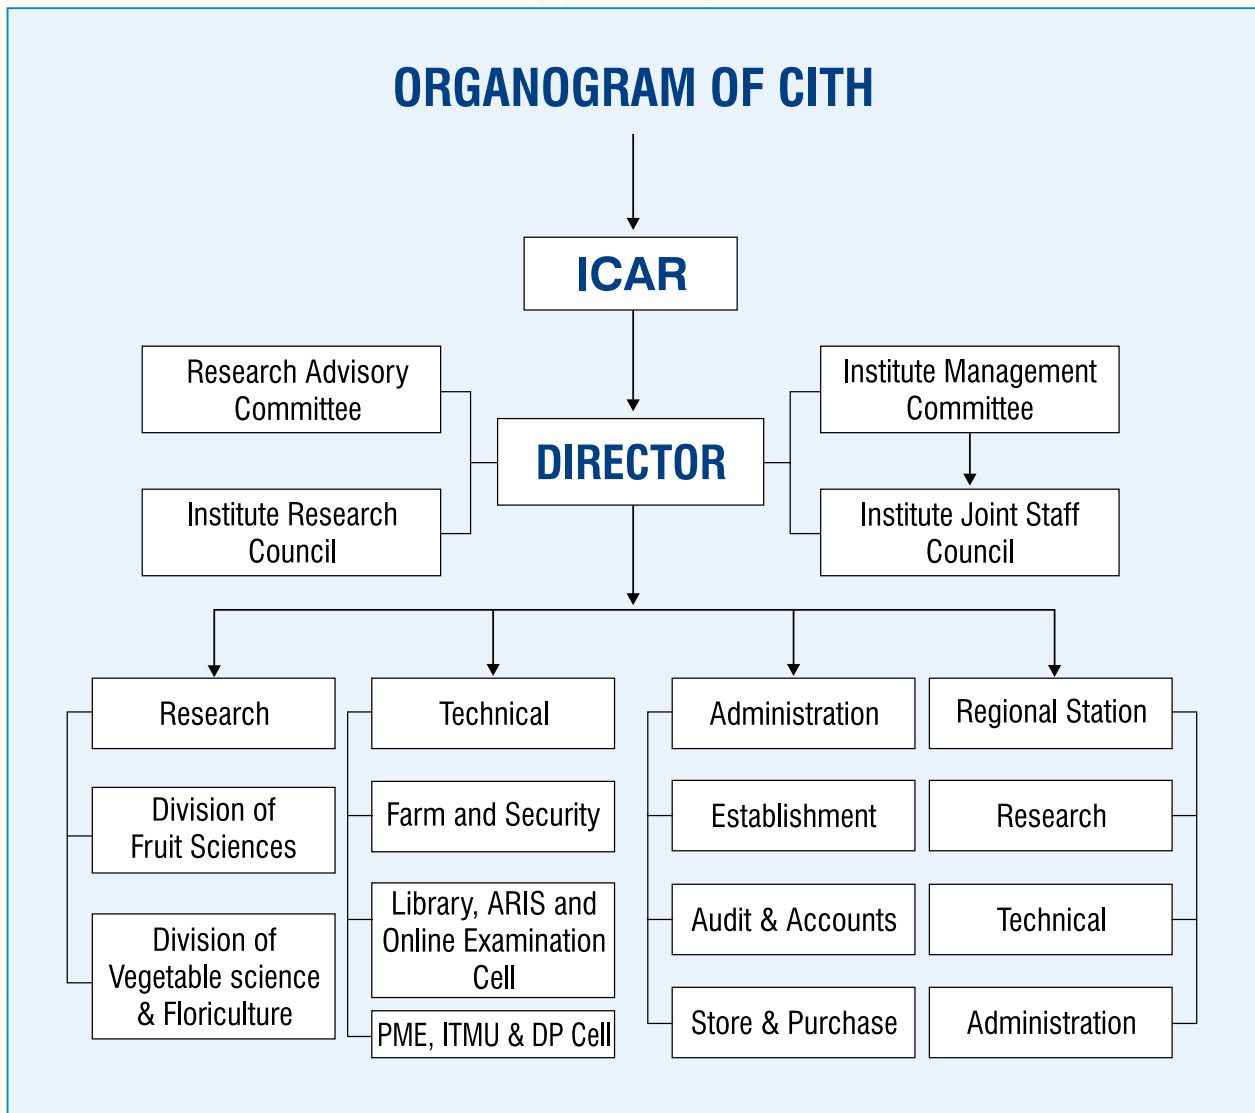 ORGANOGRAM OF CITH
ICAR
Research Advisory
Committee
Institute Management
Committee
DIRECTOR
Institute Research
Council
Institute Joint Staff
Council
Research
Division of
Fruit Sciences
Division of
Vegetable science
& Floriculture
Technical
Farm and Security
Library, ARIS and
Online Examination
Cell
PME, ITMU & DP Cell
Administration
Establishment
Audit & Accounts
Store & Purchase
Regional Station
Research
Technical
Administration